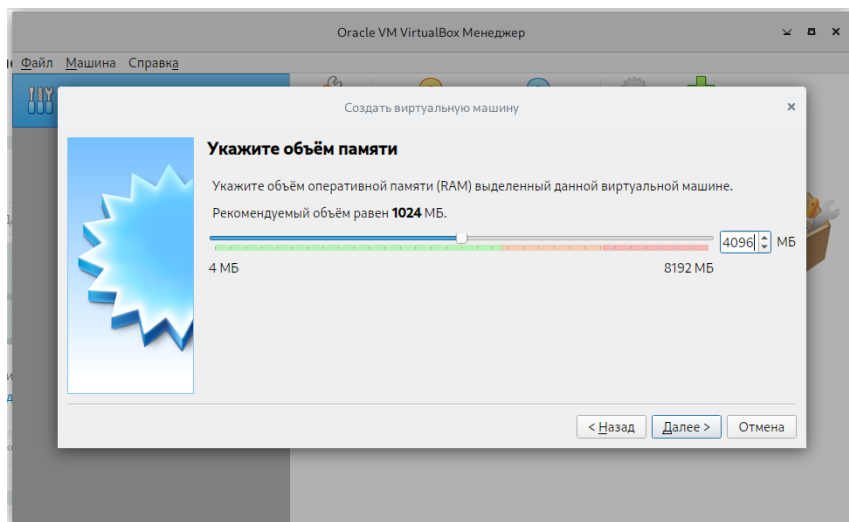 Oracle VM VirtualBox Менеджер
Файл Машина Справка
Создать виртуальную машину
Укажите объём памяти
Укажите объём оперативной памяти (RAM) выделенный данной виртуальной машине.
Рекомендуемый объём равен 1024 МБ.
4096 МБ
4 МБ 8192 МБ
< Назад Далее > Отмена